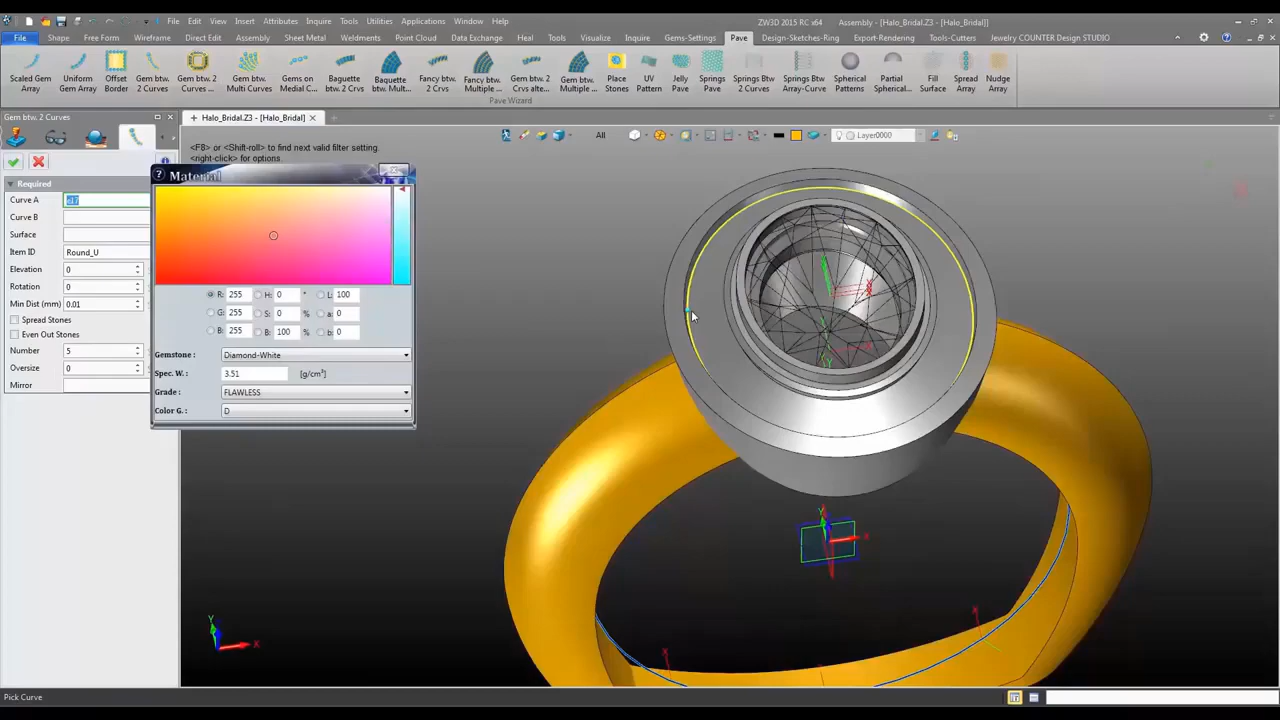 ZW3D 2015 RC x64 Assembly - [Halo_Bridal.Z3 - [Halo_Bridal]]
File Edit View Insert Attributes Inquire Tools Utilities Applications Window Help
File Shape Free Form Wireframe Direct Edit Assembly Sheet Metal Weldments Point Cloud Data Exchange Heal Tools Visualize Inquire Gems-Settings Pave Design-Sketches-Ring Export-Rendering Tools-Cutters Jewelry COUNTER Design STUDIO
Scaled Gem Array
Uniform Gem Array
Offset Border
Gem btw. 2 Curves
Gem btw. 2 Curves ...
Gem btw. Multi Curves
Gems on Medial C...
Baguette btw. 2 Crvs
Baguette btw. Mult...
Fancy btw. 2 Crvs
Fancy btw. Multiple ...
Gem btw. 2 Crvs alte...
Gem btw. Multiple ...
Place Stones
UV Pattern
Jelly Pave
Springs Pave
Springs Btw 2 Curves
Springs Btw Array-Curve
Spherical Patterns
Partial Spherical...
Fill Surface
Spread Array
Nudge Array
Pave Wizard
Gem btw. 2 Curves
Halo_Bridal.Z3 - [Halo_Bridal]
All
Layer0000
<F8> or <Shift-roll> to find next valid filter setting.
<right-click> for options.
Required
Curve A
Curve B
Surface
Item ID Round_U
Elevation 0
Rotation 0
Min Dist (mm) 0.01
Spread Stones
Even Out Stones
Number 5
Oversize 0
Mirror
Material
R: 255 H: 0 ° L: 100
G: 255 S: 0 % a: 0
B: 255 B: 100 % b: 0
Gemstone : Diamond-White
Spec. W. : 3.51 [g/cm³]
Grade : FLAWLESS
Color G. : D
X
Y
Y
X
X
X
Y
X
Pick Curve